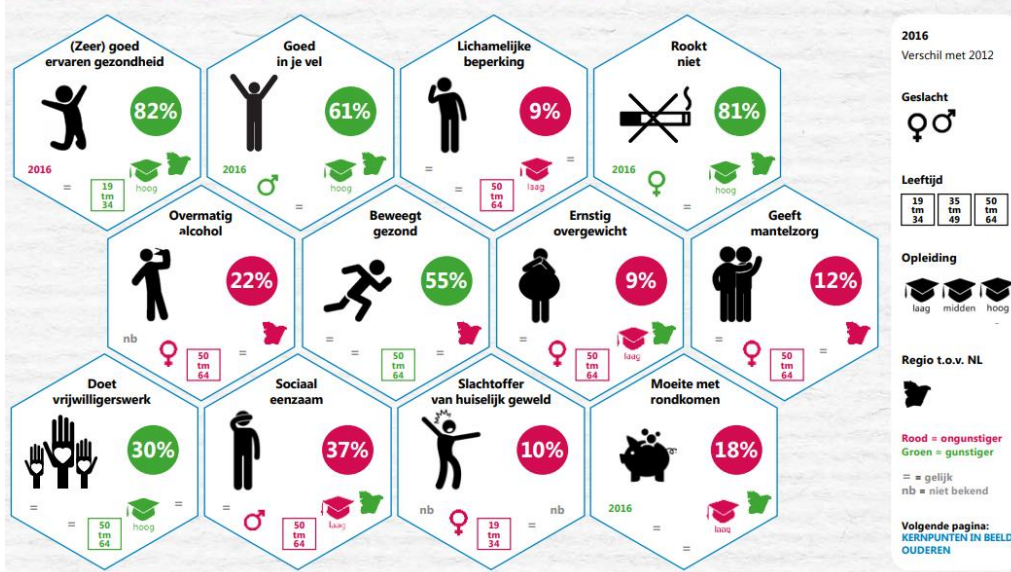 (Zeer) goed
ervaren gezondheid
82%
2016
=
19
tm
34
hoog
Goed
in je vel
61%
2016
=
hoog
Lichamelijke
beperking
9%
=
=
50
tm
64
laag
=
Rookt
niet
81%
2016
=
hoog
Overmatig
alcohol
22%
nb
50
tm
64
=
Beweegt
gezond
55%
=
=
50
tm
64
=
Ernstig
overgewicht
9%
=
50
tm
64
laag
Geeft
mantelzorg
12%
=
50
tm
64
=
Doet
vrijwilligerswerk
30%
=
=
50
tm
64
hoog
=
Sociaal
eenzaam
37%
=
50
tm
64
laag
Slachtoffer
van huiselijk geweld
10%
nb
19
tm
34
=
nb
Moeite met
rondkomen
18%
2016
=
=
laag
2016
Verschil met 2012
Geslacht
Leeftijd
19 35 50
tm tm tm
34 49 64
Opleiding
laag midden hoog
Regio t.o.v. NL
Rood = ongunstiger
Groen = gunstiger
= = gelijk
nb = niet bekend
Volgende pagina:
KERNPUNTEN IN BEELD
OUDEREN